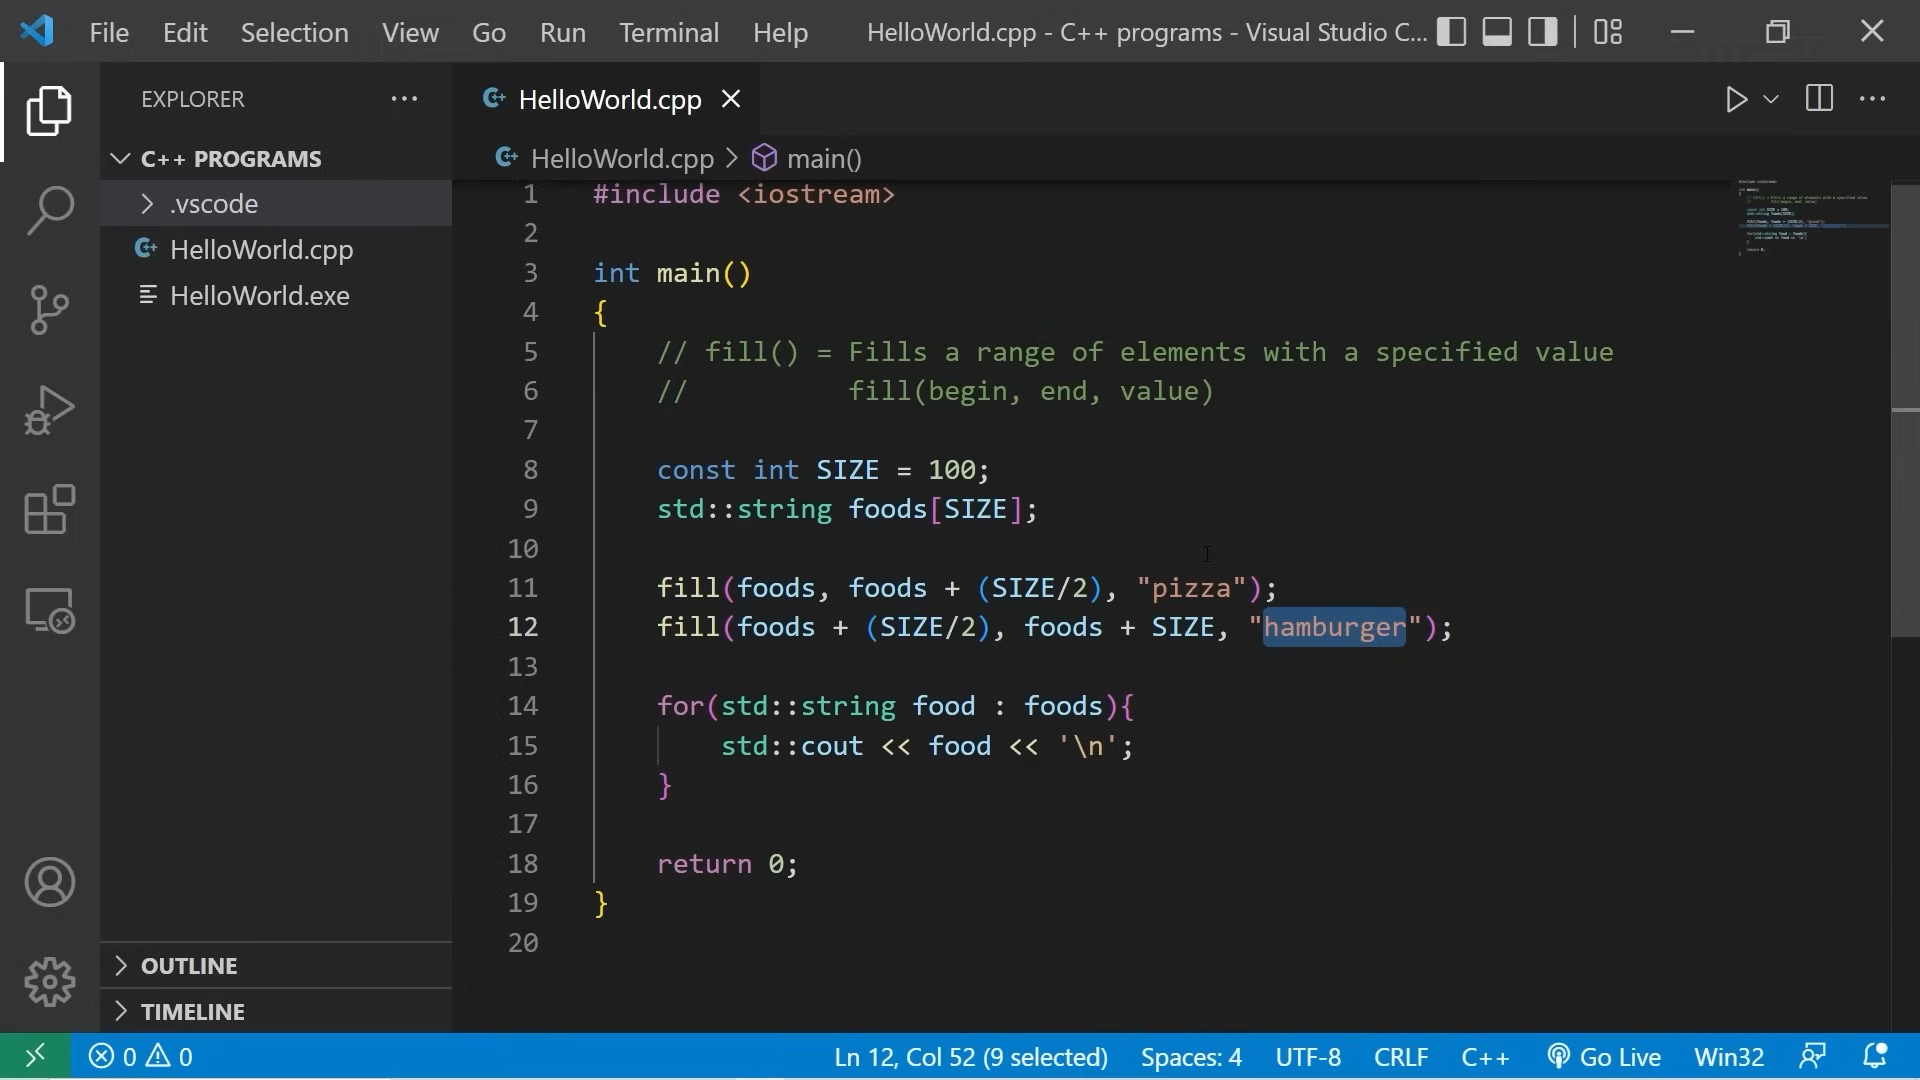 File Edit Selection View Go Run Terminal Help HelloWorld.cpp - C++ programs - Visual Studio C...
EXPLORER
C++ PROGRAMS
.vscode
HelloWorld.cpp
HelloWorld.exe
OUTLINE
TIMELINE
HelloWorld.cpp
HelloWorld.cpp > main()
1 #include <iostream>
2
3 int main()
4 {
5 // fill() = Fills a range of elements with a specified value
6 // fill(begin, end, value)
7
8 const int SIZE = 100;
9 std::string foods[SIZE];
10
11 fill(foods, foods + (SIZE/2), "pizza");
12 fill(foods + (SIZE/2), foods + SIZE, "hamburger");
13
14 for(std::string food : foods){
15 std::cout << food << '\n';
16 }
17
18 return 0;
19 }
20
0 0 Ln 12, Col 52 (9 selected) Spaces: 4 UTF-8 CRLF C++ Go Live Win32